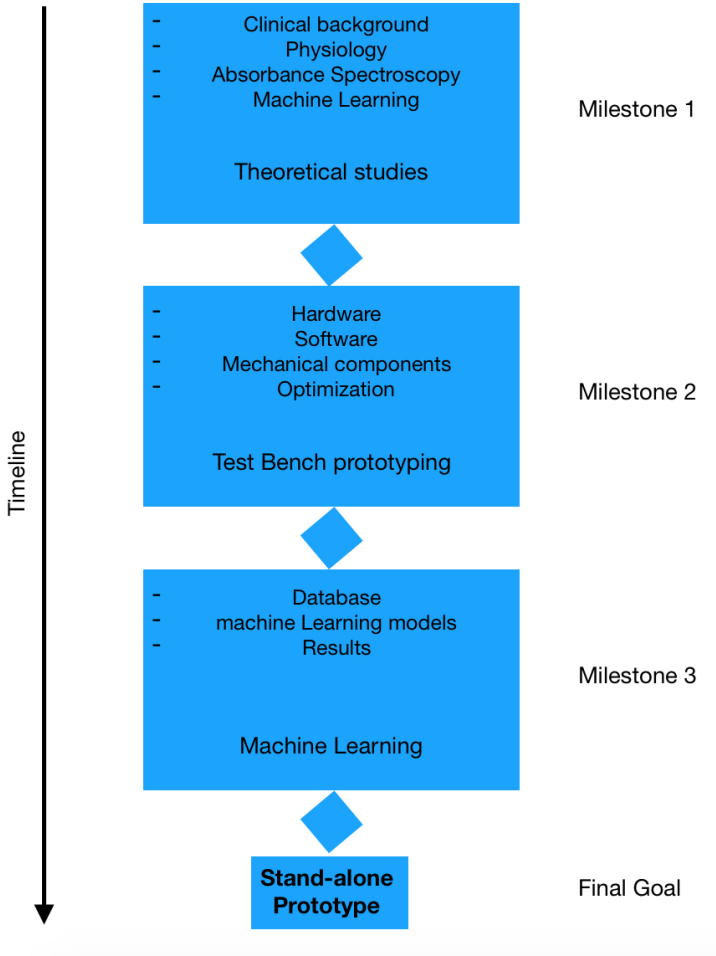 - Clinical background
- Physiology
- Absorbance Spectroscopy
- Machine Learning
Theoretical studies
Milestone 1
- Hardware
- Software
- Mechanical components
- Optimization
Test Bench prototyping
Milestone 2
Timeline
- Database
- machine Learning models
- Results
Machine Learning
Milestone 3
Stand-alone
Prototype
Final Goal